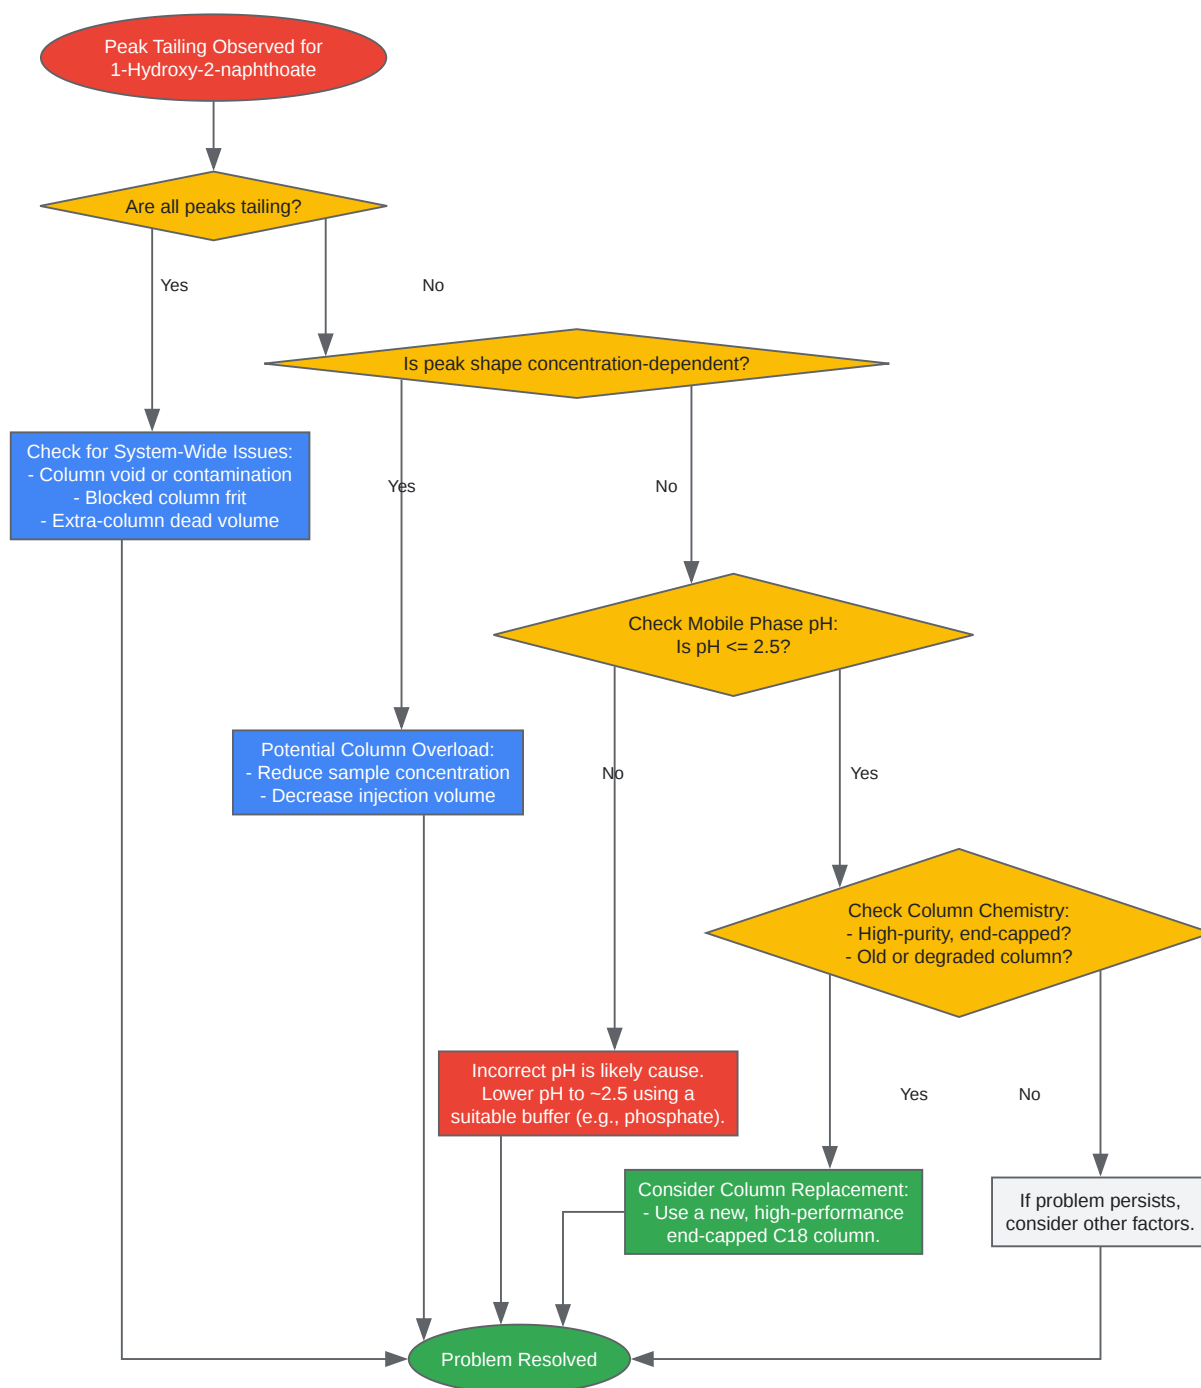 Peak Tailing Observed for
1-Hydroxy-2-naphthoate
Are all peaks tailing?
Yes
No
Is peak shape concentration-dependent?
Check for System-Wide Issues:
- Column void or contamination
- Blocked column frit
- Extra-column dead volume
Yes
No
Check Mobile Phase pH:
Is pH <= 2.5?
Potential Column Overload:
- Reduce sample concentration
- Decrease injection volume
No
Yes
Check Column Chemistry:
- High-purity, end-capped?
- Old or degraded column?
Incorrect pH is likely cause.
Lower pH to ~2.5 using a
suitable buffer (e.g., phosphate).
Yes
No
Consider Column Replacement:
- Use a new, high-performance
end-capped C18 column.
If problem persists,
consider other factors.
Problem Resolved